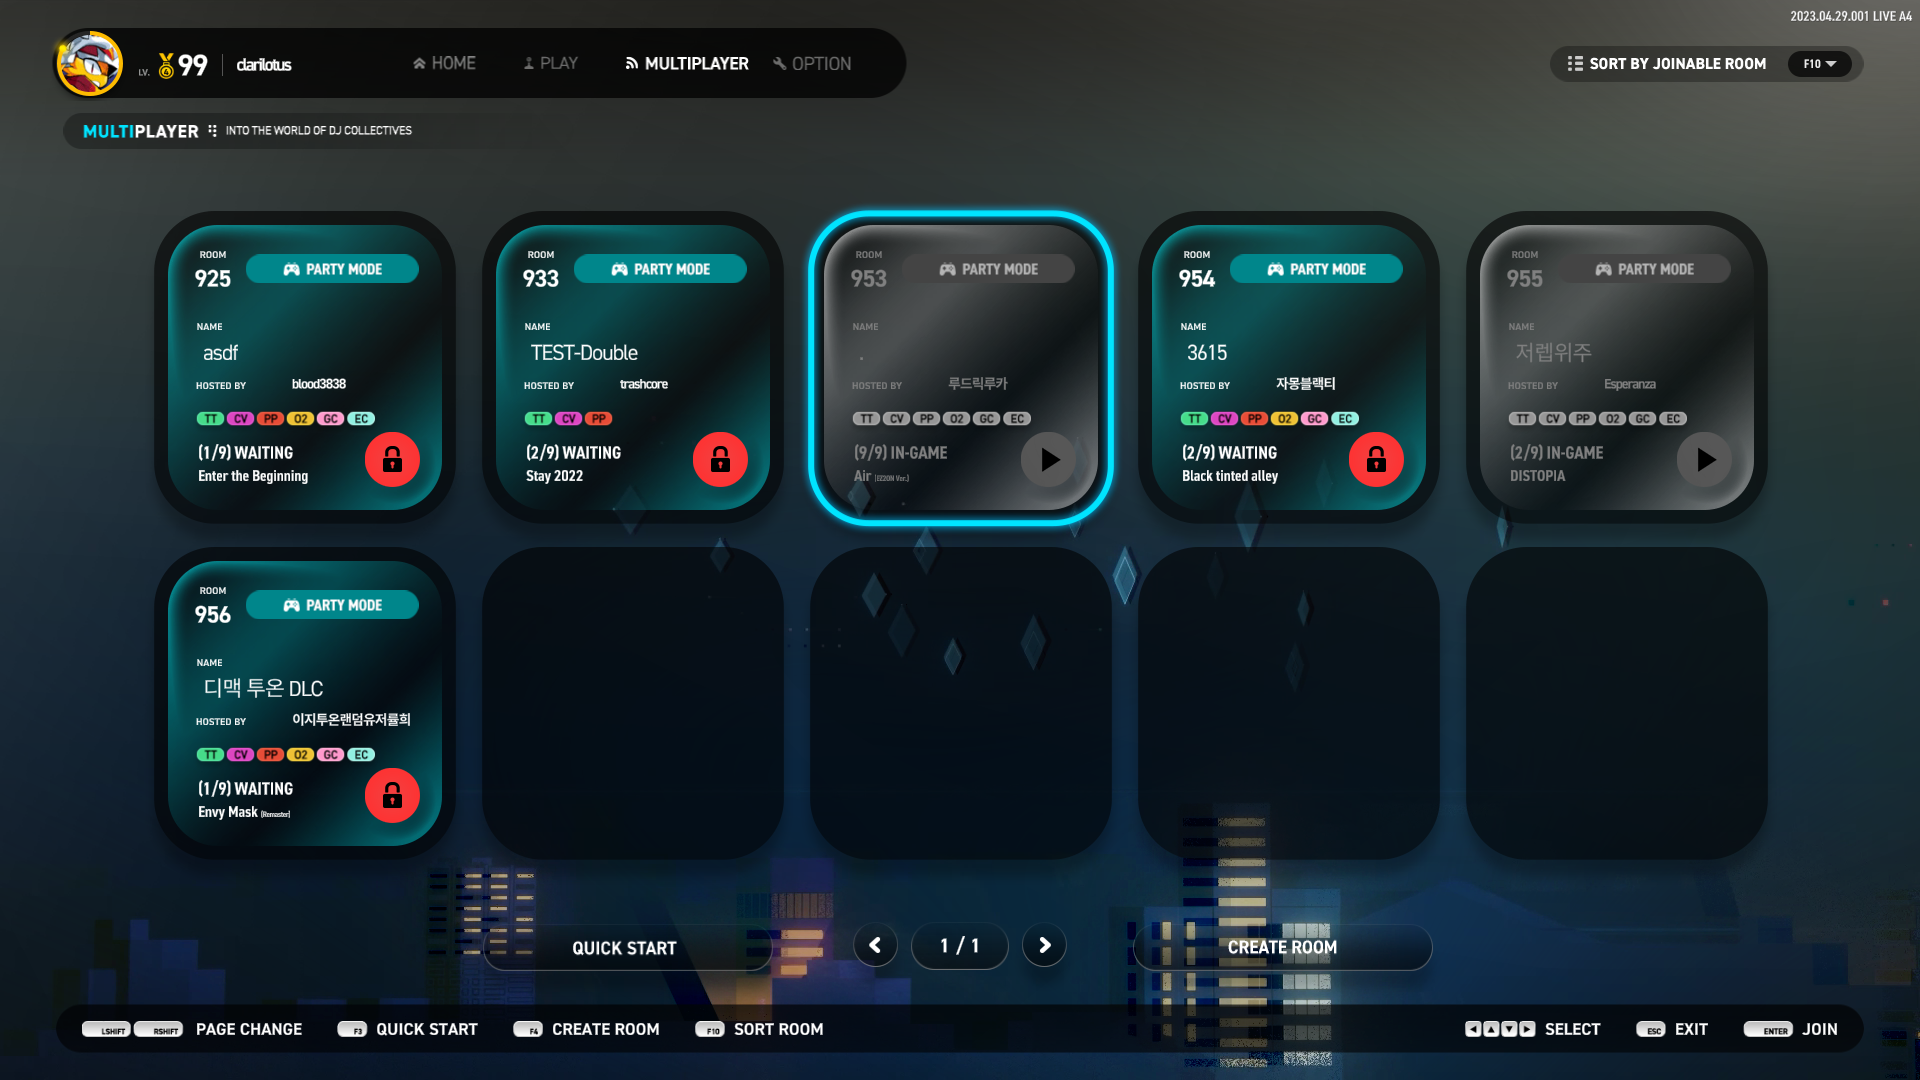 2023.04.29.001 LIVE A4
LV. 99 clarilotus
HOME PLAY MULTIPLAYER OPTION
SORT BY JOINABLE ROOM F10
MULTIPLAYER INTO THE WORLD OF DJ COLLECTIVES
ROOM
925
PARTY MODE
NAME
asdf
HOSTED BY blood3838
TT CV PP O2 GC EC
(1/9) WAITING
Enter the Beginning
ROOM
933
PARTY MODE
NAME
TEST-Double
HOSTED BY trashcore
TT CV PP
(2/9) WAITING
Stay 2022
ROOM
953
PARTY MODE
NAME
.
HOSTED BY 루드릭루카
TT CV PP O2 GC EC
(9/9) IN-GAME
Air [EZ2ON Ver.]
ROOM
954
PARTY MODE
NAME
3615
HOSTED BY 자몽블랙티
TT CV PP O2 GC EC
(2/9) WAITING
Black tinted alley
ROOM
955
PARTY MODE
NAME
저렙위주
HOSTED BY Esperanza
TT CV PP O2 GC EC
(2/9) IN-GAME
DISTOPIA
ROOM
956
PARTY MODE
NAME
디맥 투온 DLC
HOSTED BY 이지투온랜덤유저률희
TT CV PP O2 GC EC
(1/9) WAITING
Envy Mask [Remaster]
QUICK START
1 / 1
CREATE ROOM
LSHIFT RSHIFT PAGE CHANGE F3 QUICK START F4 CREATE ROOM F10 SORT ROOM
SELECT ESC EXIT ENTER JOIN